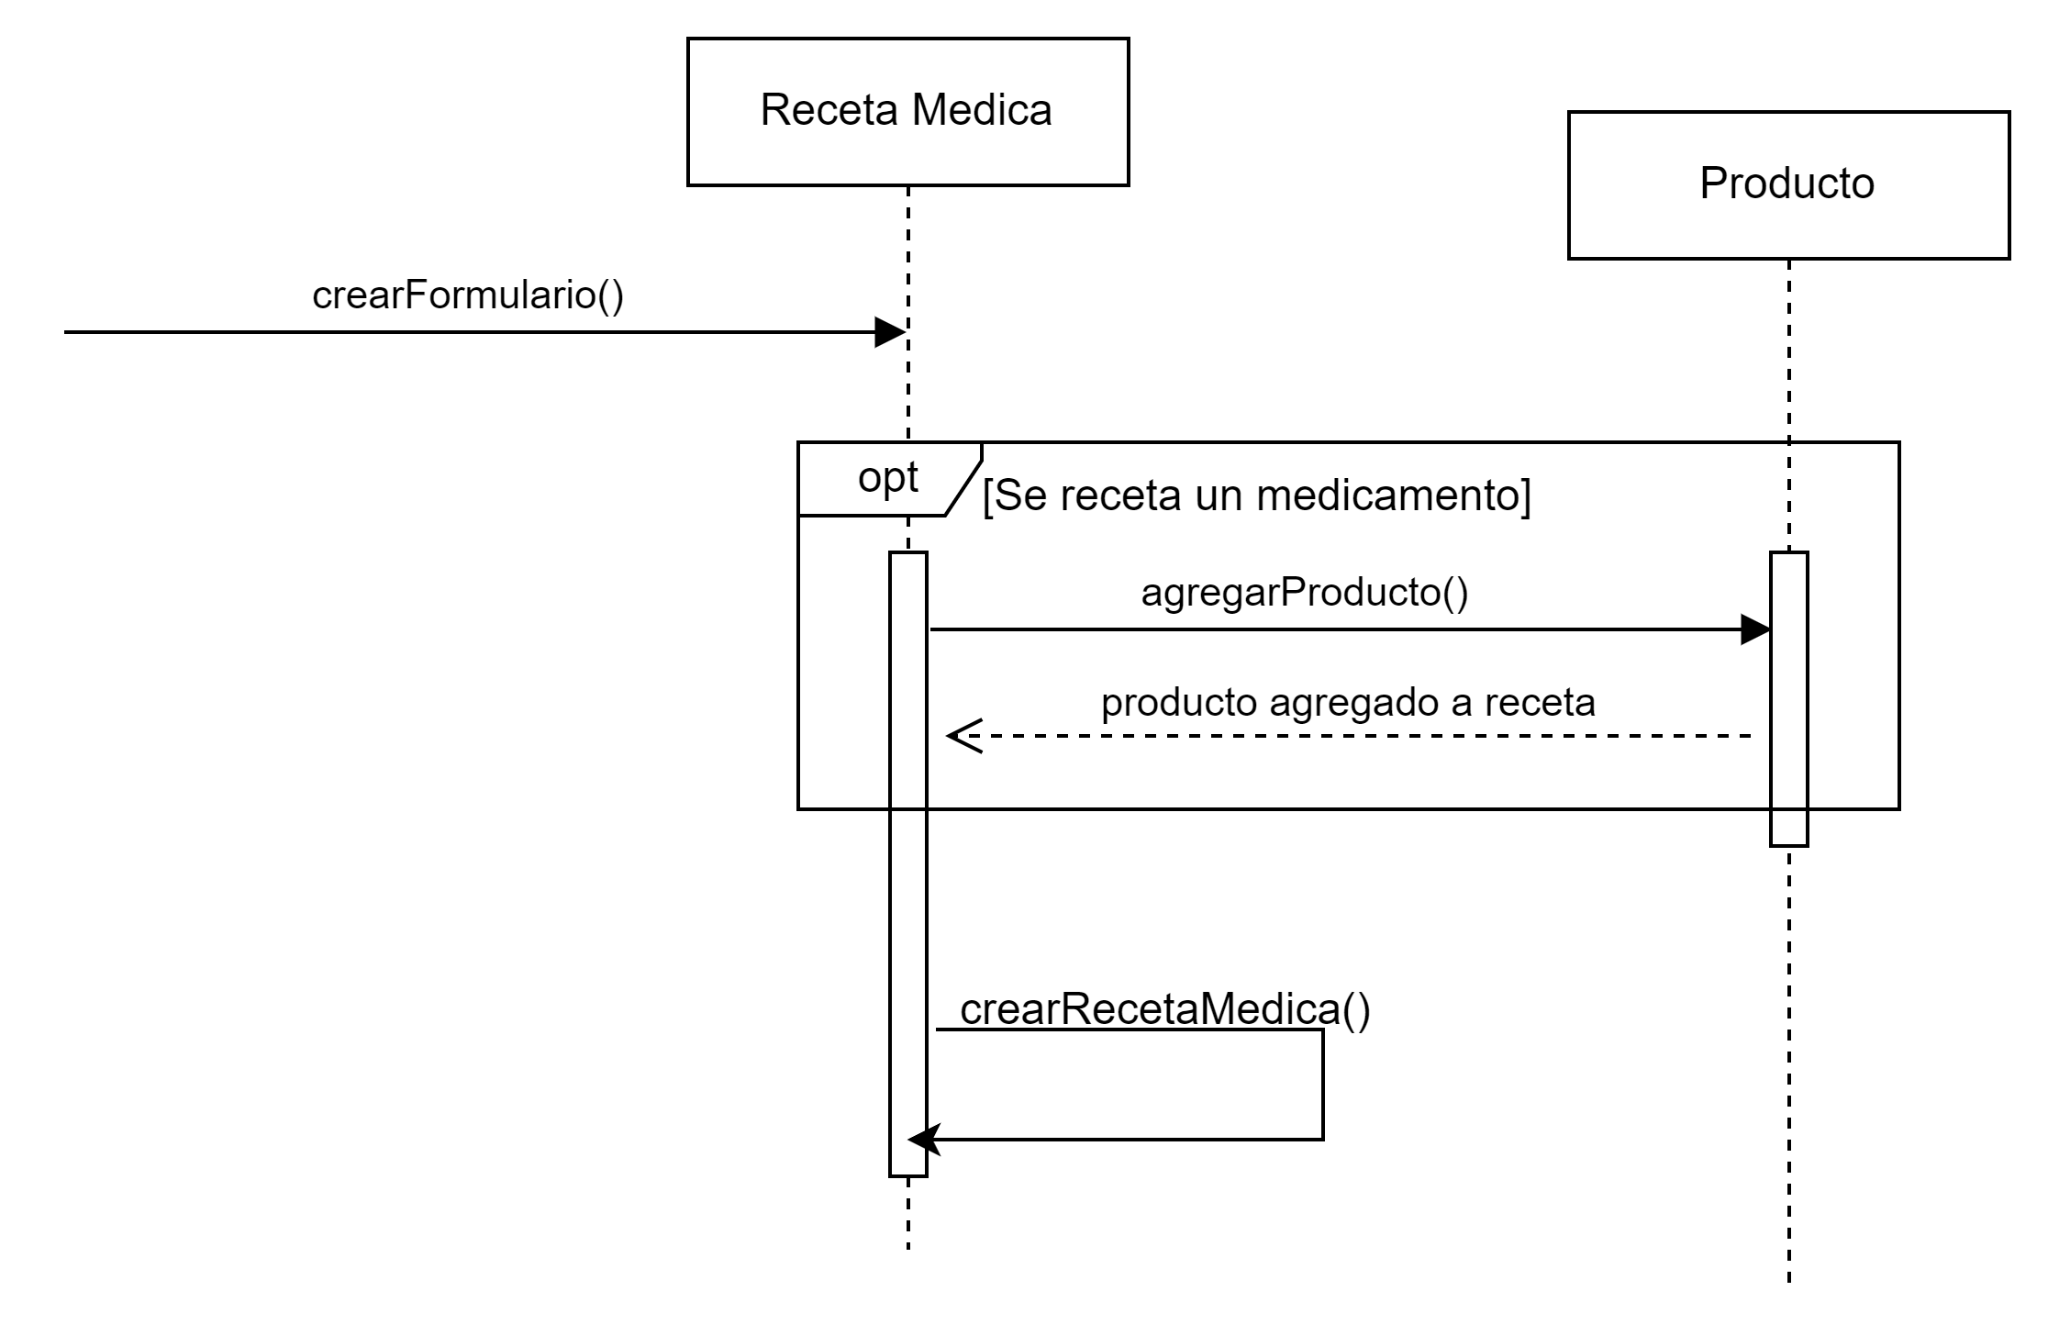 Receta Medica
Producto
crearFormulario()
opt
[Se receta un medicamento]
agregarProducto()
producto agregado a receta
crearRecetaMedica()